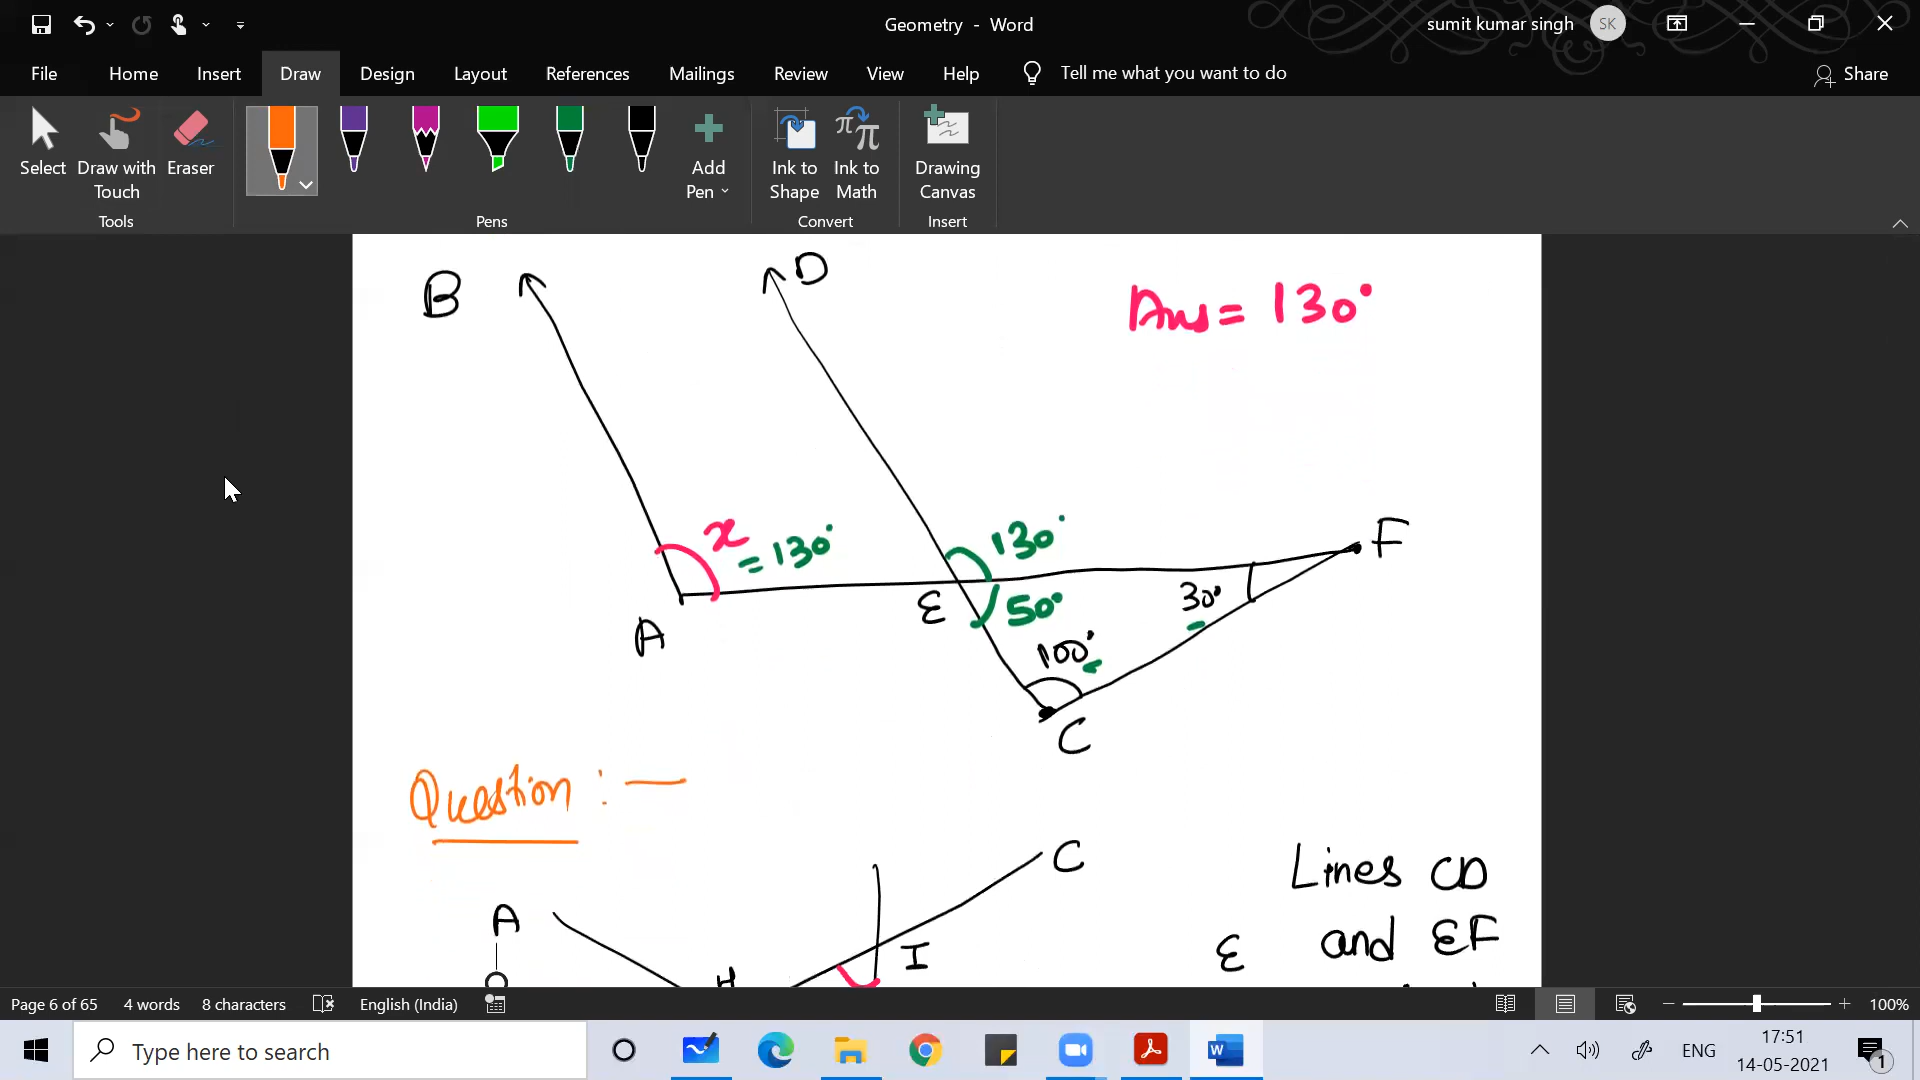 Geometry - Word
sumit kumar singh
SK
File
Home
Insert
Draw
Design
Layout
References
Mailings
Review
View
Help
Tell me what you want to do
Share
Select
Draw with
Touch
Eraser
Add
Pen
Ink to
Shape
Ink to
Math
Drawing
Canvas
Tools
Pens
Convert
Insert
B
D
Ans = 130°
x
= 130°
130°
F
A
E
50°
30°
100°
C
Question : —
A
C
H
I
E
Lines CD
and EF
Page 6 of 65
4 words
8 characters
English (India)
100%
Type here to search
ENG
17:51
14-05-2021
1